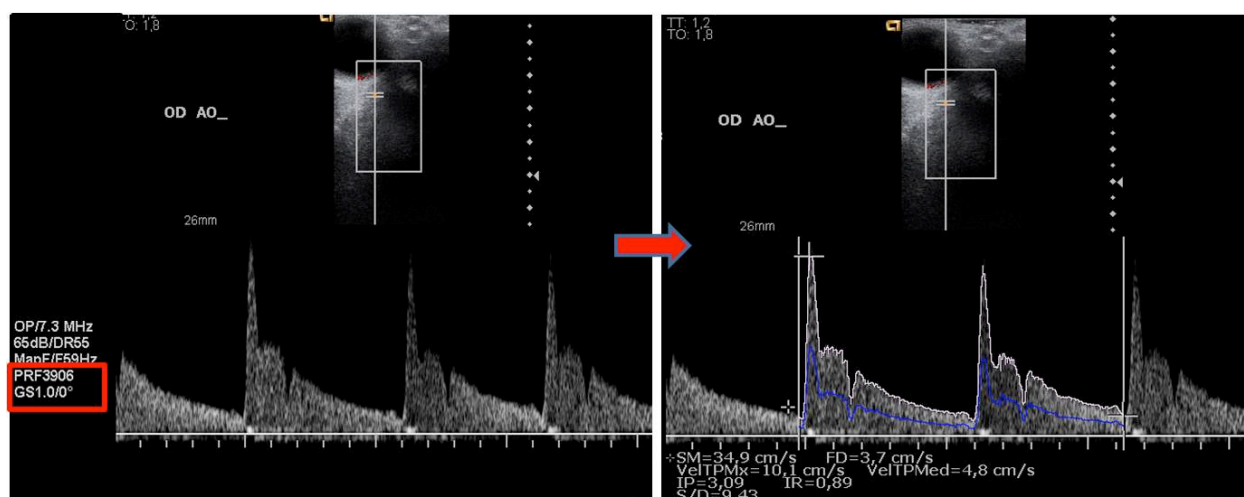 TO: 1,8
OD AO_
26mm
OP/7.3 MHz
65dB/DR55
MapF/F59Hz
PRF3906
GS1.0/0°
TT: 1,2
TO: 1,8
OD AO_
26mm
SM=34,9 cm/s FD=3,7 cm/s
VelTPMx=10,1 cm/s VelTPMed=4,8 cm/s
IP=3,09 IR=0,89
S/D=9,43